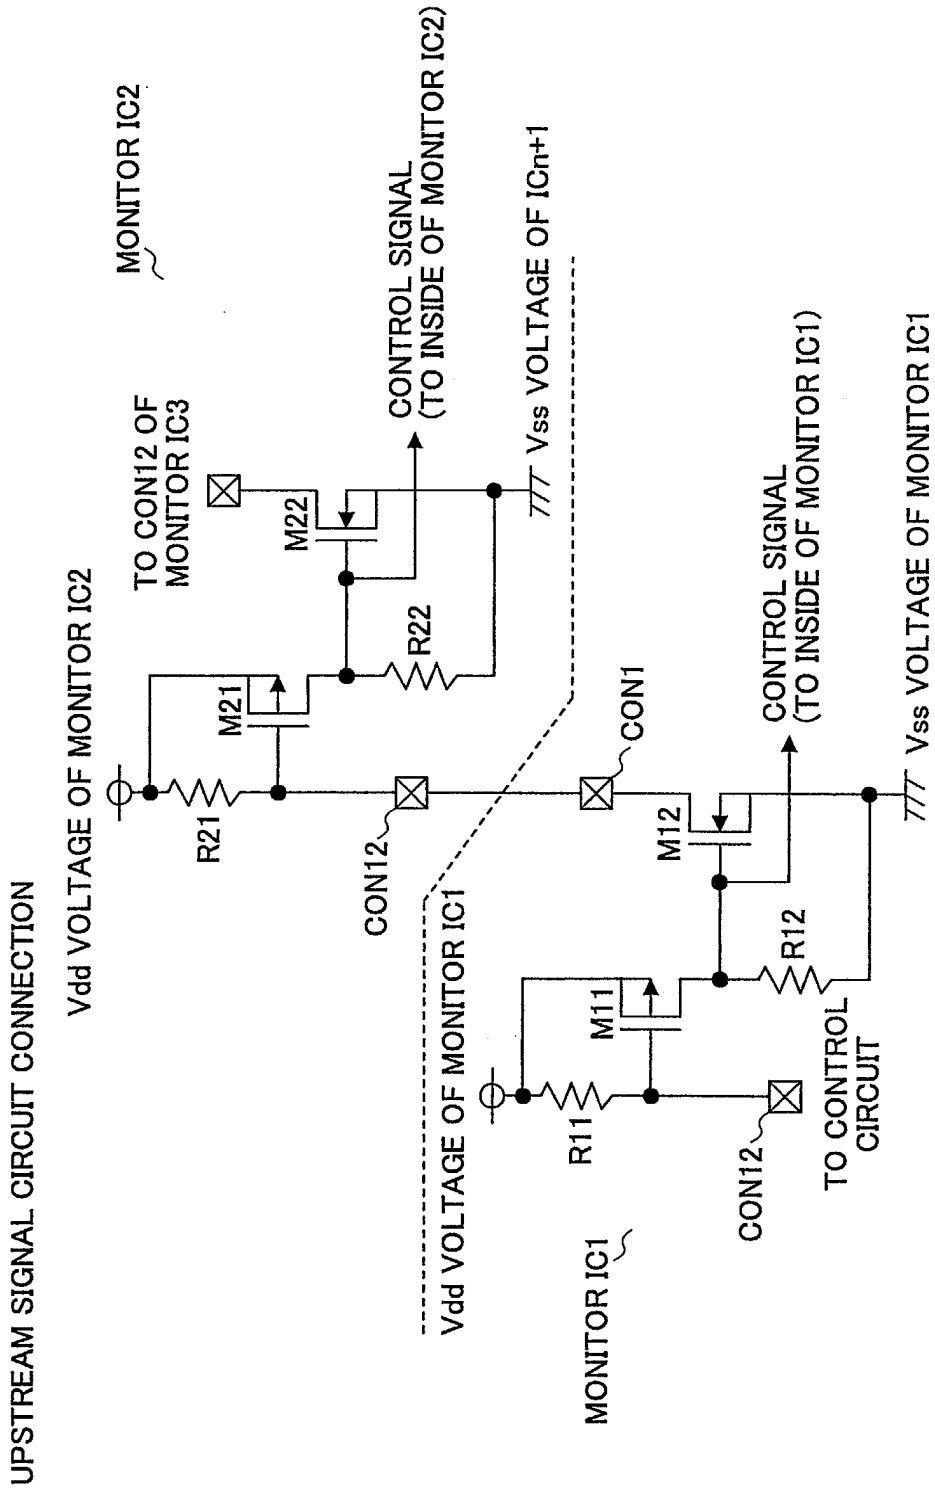 UPSTREAM SIGNAL CIRCUIT CONNECTION
Vdd VOLTAGE OF MONITOR IC2
MONITOR IC2
TO CON12 OF
MONITOR IC3
R21
M21
M22
CON12
R22
CONTROL SIGNAL
(TO INSIDE OF MONITOR IC2)
Vss VOLTAGE OF ICn+1
Vdd VOLTAGE OF MONITOR IC1
MONITOR IC1
R11
M11
M12
CON1
CON12
R12
TO CONTROL
CIRCUIT
CONTROL SIGNAL
(TO INSIDE OF MONITOR IC1)
Vss VOLTAGE OF MONITOR IC1